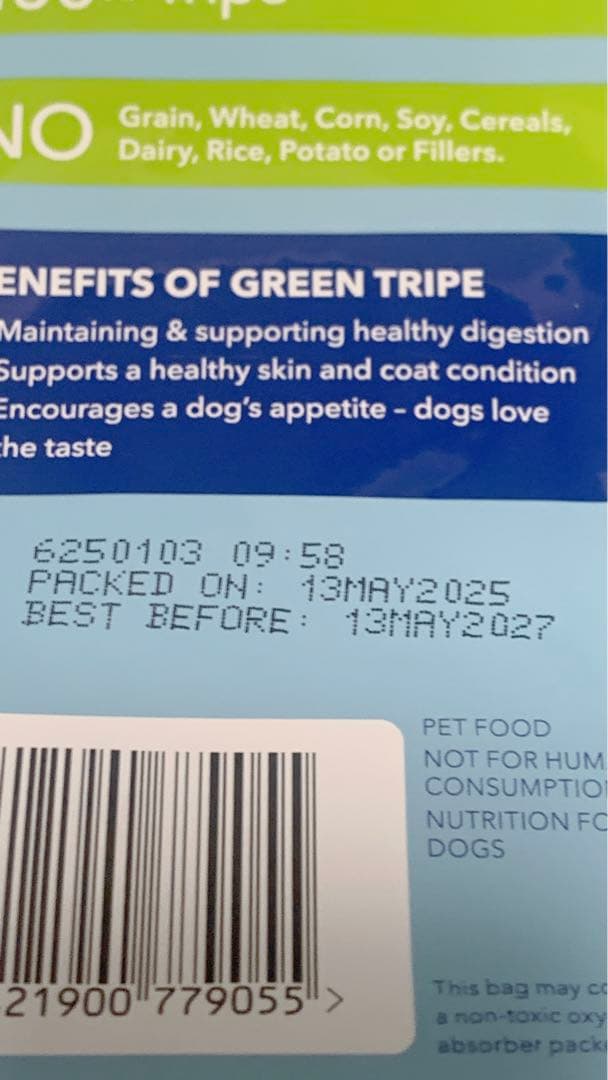 NO
Grain, Wheat, Corn, Soy, Cereals,
Dairy, Rice, Potato or Fillers.
ENEFITS OF GREEN TRIPE
Maintaining & supporting healthy digestion
Supports a healthy skin and coat condition
Encourages a dog's appetite – dogs love
the taste
6250103 09:58
PACKED ON: 13MAY2025
BEST BEFORE: 13MAY2027
PET FOOD
NOT FOR HUM
CONSUMPTIO
NUTRITION FO
DOGS
21900 779055 >
This bag may co
a non-toxic oxy
absorber packe